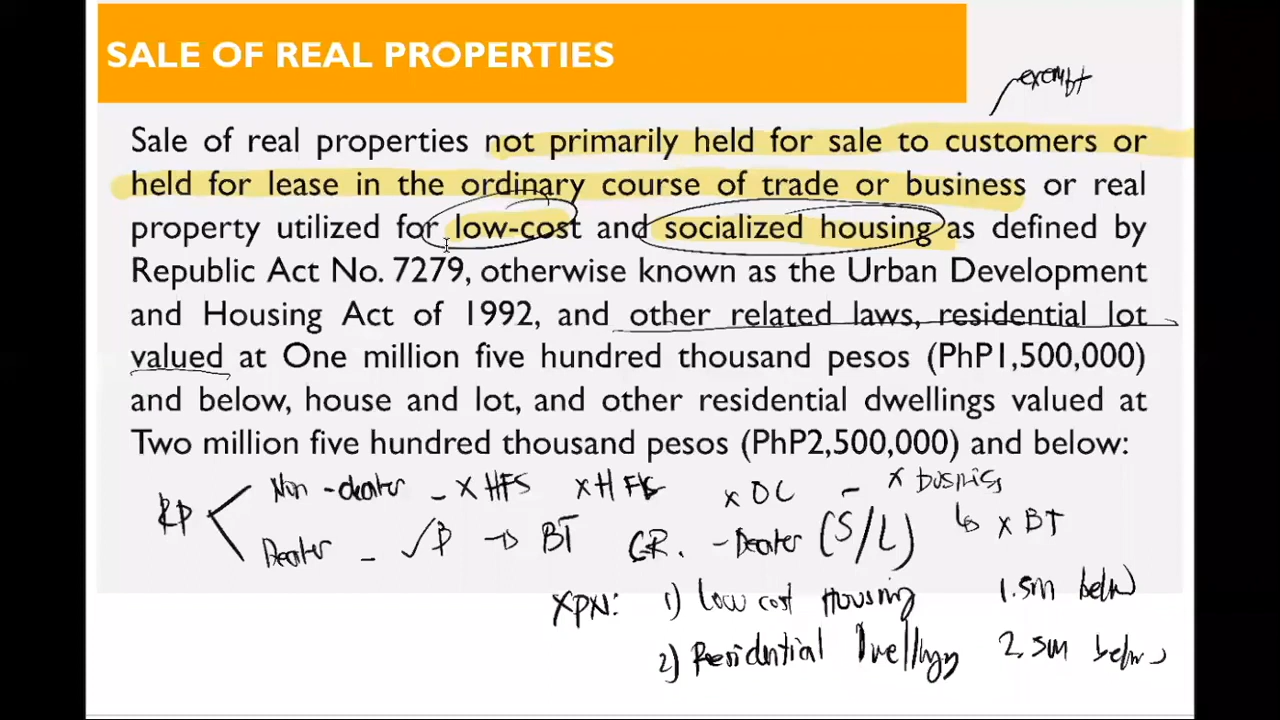 SALE OF REAL PROPERTIES
exempt
Sale of real properties not primarily held for sale to customers or
held for lease in the ordinary course of trade or business or real
property utilized for low-cost and socialized housing as defined by
Republic Act No. 7279, otherwise known as the Urban Development
and Housing Act of 1992, and other related laws, residential lot
valued at One million five hundred thousand pesos (PhP1,500,000)
and below, house and lot, and other residential dwellings valued at
Two million five hundred thousand pesos (PhP2,500,000) and below:
RP Non-dealer - X HFS X HFL X OC - X business
↳ X BT
Dealer - ✓B → BT GR. - Dealer (S/L)
XPN: 1) Low cost Housing 1.5m below
2) Residential Dwellings 2.5m below